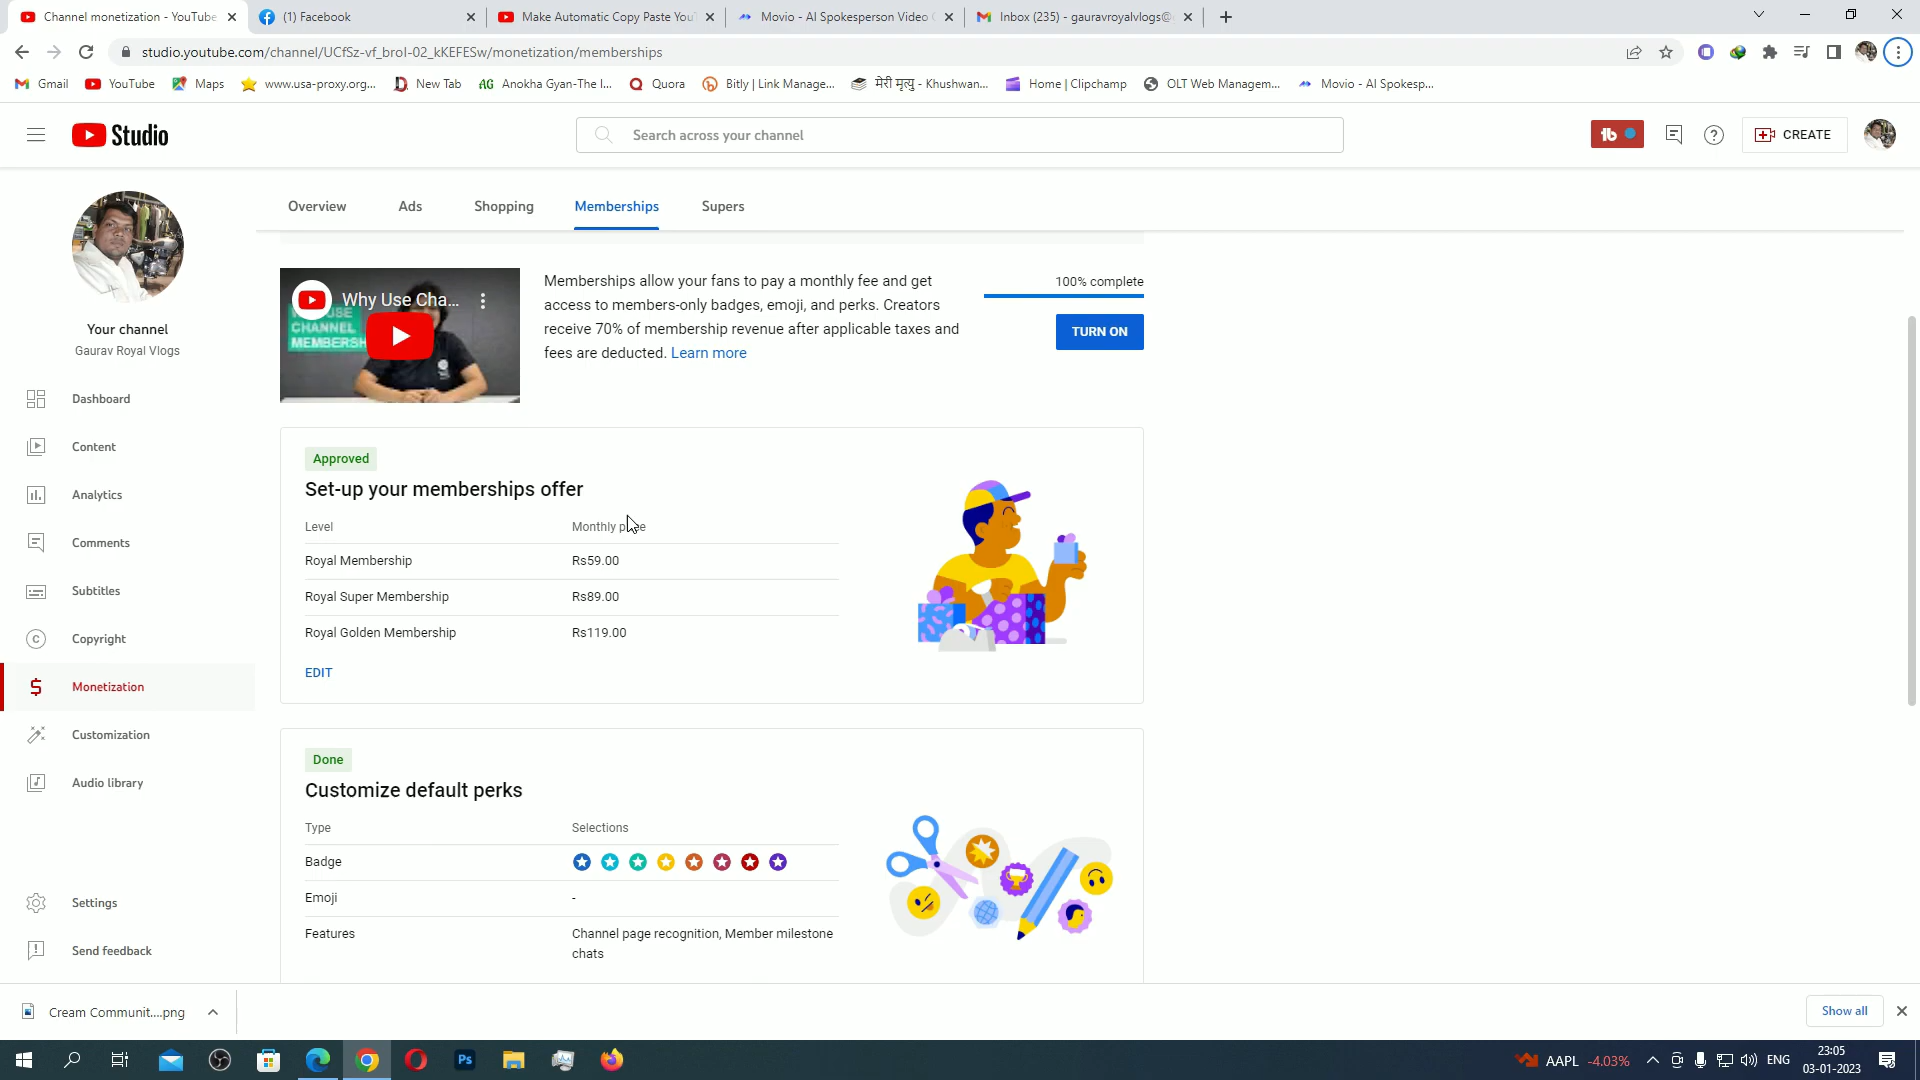 Channel monetization - YouTube
(1) Facebook
Make Automatic Copy Paste You
Movio - AI Spokesperson Video
Inbox (235) - gauravroyalvlogs@
studio.youtube.com/channel/UCfSz-vf_broI-02_kKEFESw/monetization/memberships
Gmail
YouTube
Maps
www.usa-proxy.org...
New Tab
AG Anokha Gyan-The I...
Quora
Bitly | Link Manage...
मेरी मृत्यु - Khushwan...
Home | Clipchamp
OLT Web Managem...
Movio - AI Spokesp...
Studio
Search across your channel
CREATE
Overview
Ads
Shopping
Memberships
Supers
Your channel
Gaurav Royal Vlogs
Dashboard
Content
Analytics
Comments
Subtitles
Copyright
Monetization
Customization
Audio library
Settings
Send feedback
Why Use Cha...
CHANNEL
Memberships allow your fans to pay a monthly fee and get
access to members-only badges, emoji, and perks. Creators
receive 70% of membership revenue after applicable taxes and
fees are deducted. Learn more
100% complete
TURN ON
Approved
Set-up your memberships offer
Level Monthly
Royal Membership Rs59.00
Royal Super Membership Rs89.00
Royal Golden Membership Rs119.00
EDIT
Done
Customize default perks
Type Selections
Badge
Emoji -
Features Channel page recognition, Member milestone
chats
Cream Communit....png
Show all
Ps
AAPL -4.03%
ENG
23:05
03-01-2023